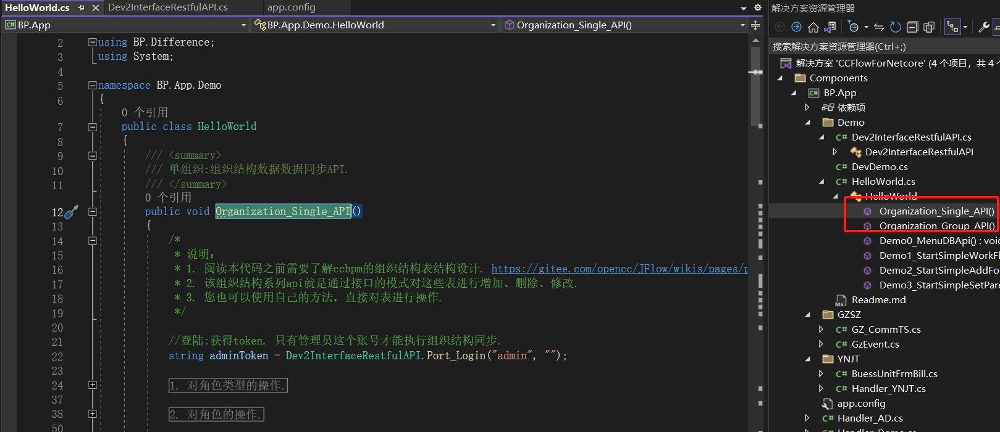 HelloWorld.cs
Dev2InterfaceRestfulAPI.cs
app.config
BP.App
BP.App.Demo.HelloWorld
Organization_Single_API()
2 using BP.Difference;
3 using System;
4
5 namespace BP.App.Demo
6 {
0 个引用
7 public class HelloWorld
8 {
9 /// <summary>
10 /// 单组织:组织结构数据数据同步API.
11 /// </summary>
0 个引用
12 public void Organization_Single_API()
13 {
14 /*
15 * 说明:
16 * 1. 阅读本代码之前需要了解ccbpm的组织结构表结构设计. https://gitee.com/opencc/JFlow/wikis/pages/p
17 * 2. 该组织结构系列api就是通过接口的模式对这些表进行增加、删除、修改.
18 * 3. 您也可以使用自己的方法, 直接对表进行操作.
19 */
20
21 //登陆:获得token. 只有管理员这个账号才能执行组织结构同步.
22 string adminToken = Dev2InterfaceRestfulAPI.Port_Login("admin", "");
23
24 1. 对角色类型的操作.
37
38 2. 对角色的操作.
50
解决方案资源管理器
搜索解决方案资源管理器(Ctrl+;)
解决方案 'CCFlowForNetcore' (4 个项目, 共 4 个
Components
C# BP.App
依赖项
Demo
C# Dev2InterfaceRestfulAPI.cs
Dev2InterfaceRestfulAPI
C# DevDemo.cs
C# HelloWorld.cs
HelloWorld
Organization_Single_API()
Organization_Group_API()
Demo0_MenuDBApi() : void
Demo1_StartSimpleWorkFl
Demo2_StartSimpleAddFo
Demo3_StartSimpleSetPare
Readme.md
GZSZ
C# GZ_CommTS.cs
C# GzEvent.cs
YNJT
C# BuessUnitFrmBill.cs
C# Handler_YNJT.cs
app.config
C# Handler_AD.cs
C# Handler_Demo.cs